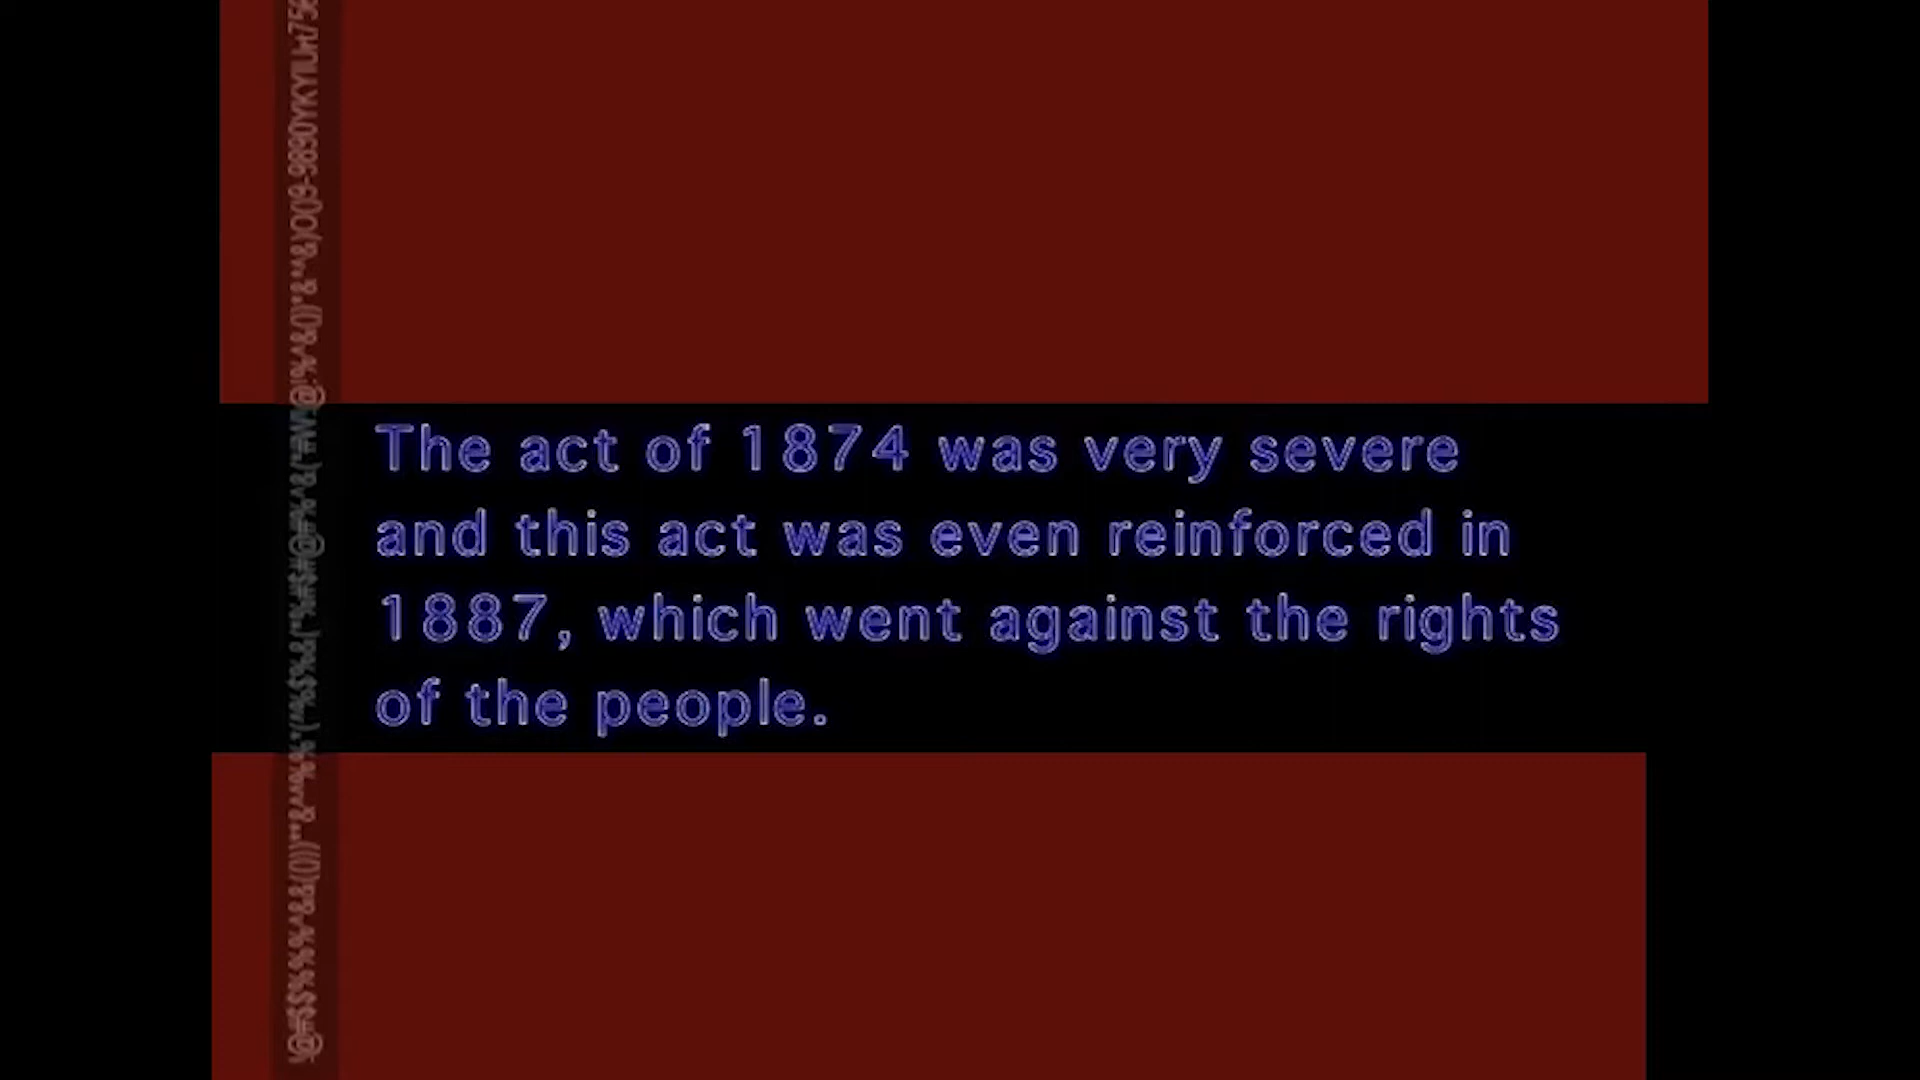 The act of 1874 was very severe
and this act was even reinforced in
1887, which went against the rights
of the people.